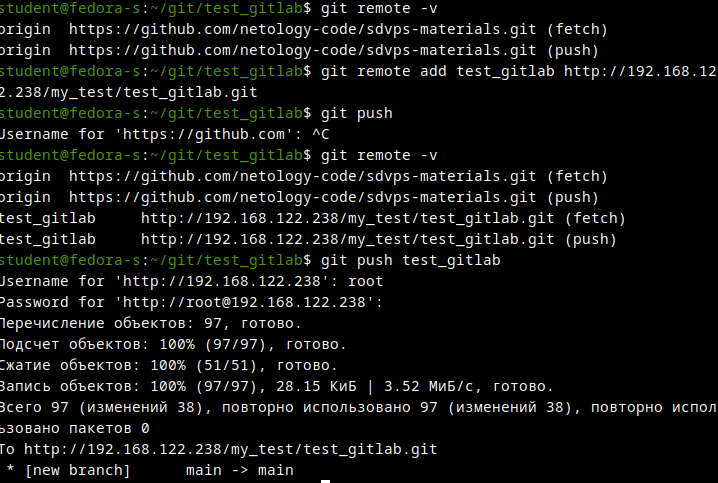 student@fedora-s:~/git/test_gitlab$ git remote -v
origin  https://github.com/netology-code/sdvps-materials.git (fetch)
origin  https://github.com/netology-code/sdvps-materials.git (push)
student@fedora-s:~/git/test_gitlab$ git remote add test_gitlab http://192.168.12
2.238/my_test/test_gitlab.git
student@fedora-s:~/git/test_gitlab$ git push
Username for 'https://github.com': ^C
student@fedora-s:~/git/test_gitlab$ git remote -v
origin  https://github.com/netology-code/sdvps-materials.git (fetch)
origin  https://github.com/netology-code/sdvps-materials.git (push)
test_gitlab     http://192.168.122.238/my_test/test_gitlab.git (fetch)
test_gitlab     http://192.168.122.238/my_test/test_gitlab.git (push)
student@fedora-s:~/git/test_gitlab$ git push test_gitlab
Username for 'http://192.168.122.238': root
Password for 'http://root@192.168.122.238':
Перечисление объектов: 97, готово.
Подсчет объектов: 100% (97/97), готово.
Сжатие объектов: 100% (51/51), готово.
Запись объектов: 100% (97/97), 28.15 КиБ | 3.52 МиБ/с, готово.
Всего 97 (изменений 38), повторно использовано 97 (изменений 38), повторно испол
ьзовано пакетов 0
To http://192.168.122.238/my_test/test_gitlab.git
 * [new branch]      main -> main